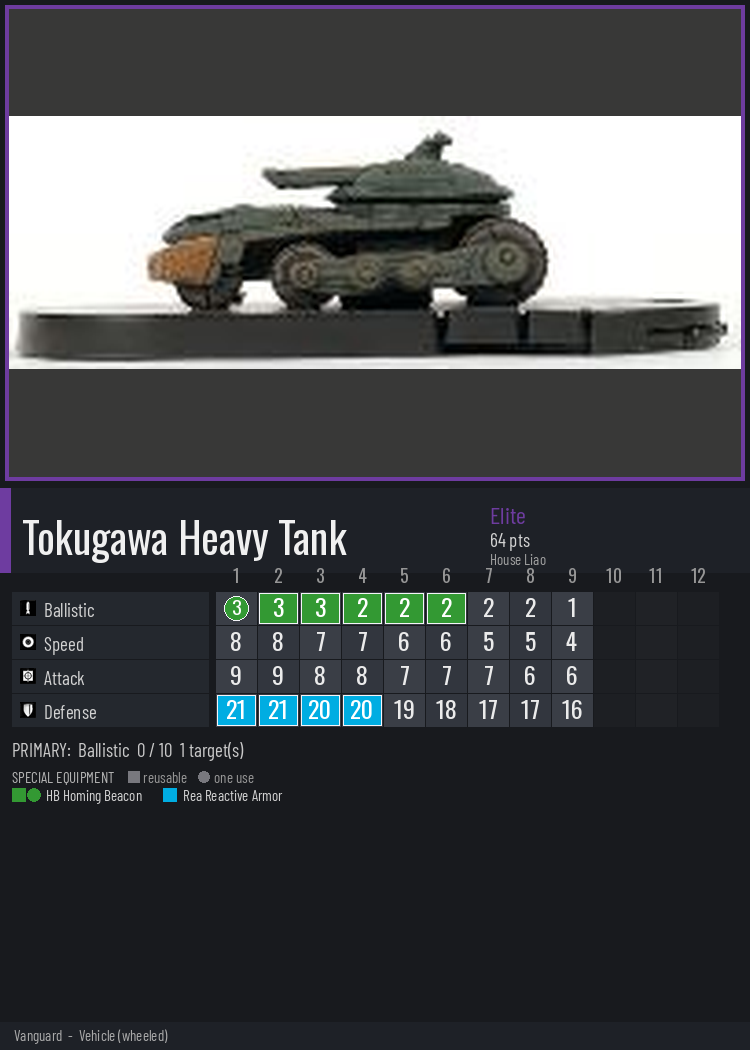 Tokugawa Heavy Tank
Elite
64 pts
House Liao
1 2 3 4 5 6 7 8 9 10 11 12
Ballistic 3 3 3 2 2 2 2 2 1
Speed 8 8 7 7 6 6 5 5 4
Attack 9 9 8 8 7 7 7 6 6
Defense 21 21 20 20 19 18 17 17 16
PRIMARY: Ballistic 0 / 10 1 target(s)
SPECIAL EQUIPMENT reusable one use
HB Homing Beacon Rea Reactive Armor
Vanguard - Vehicle (wheeled)